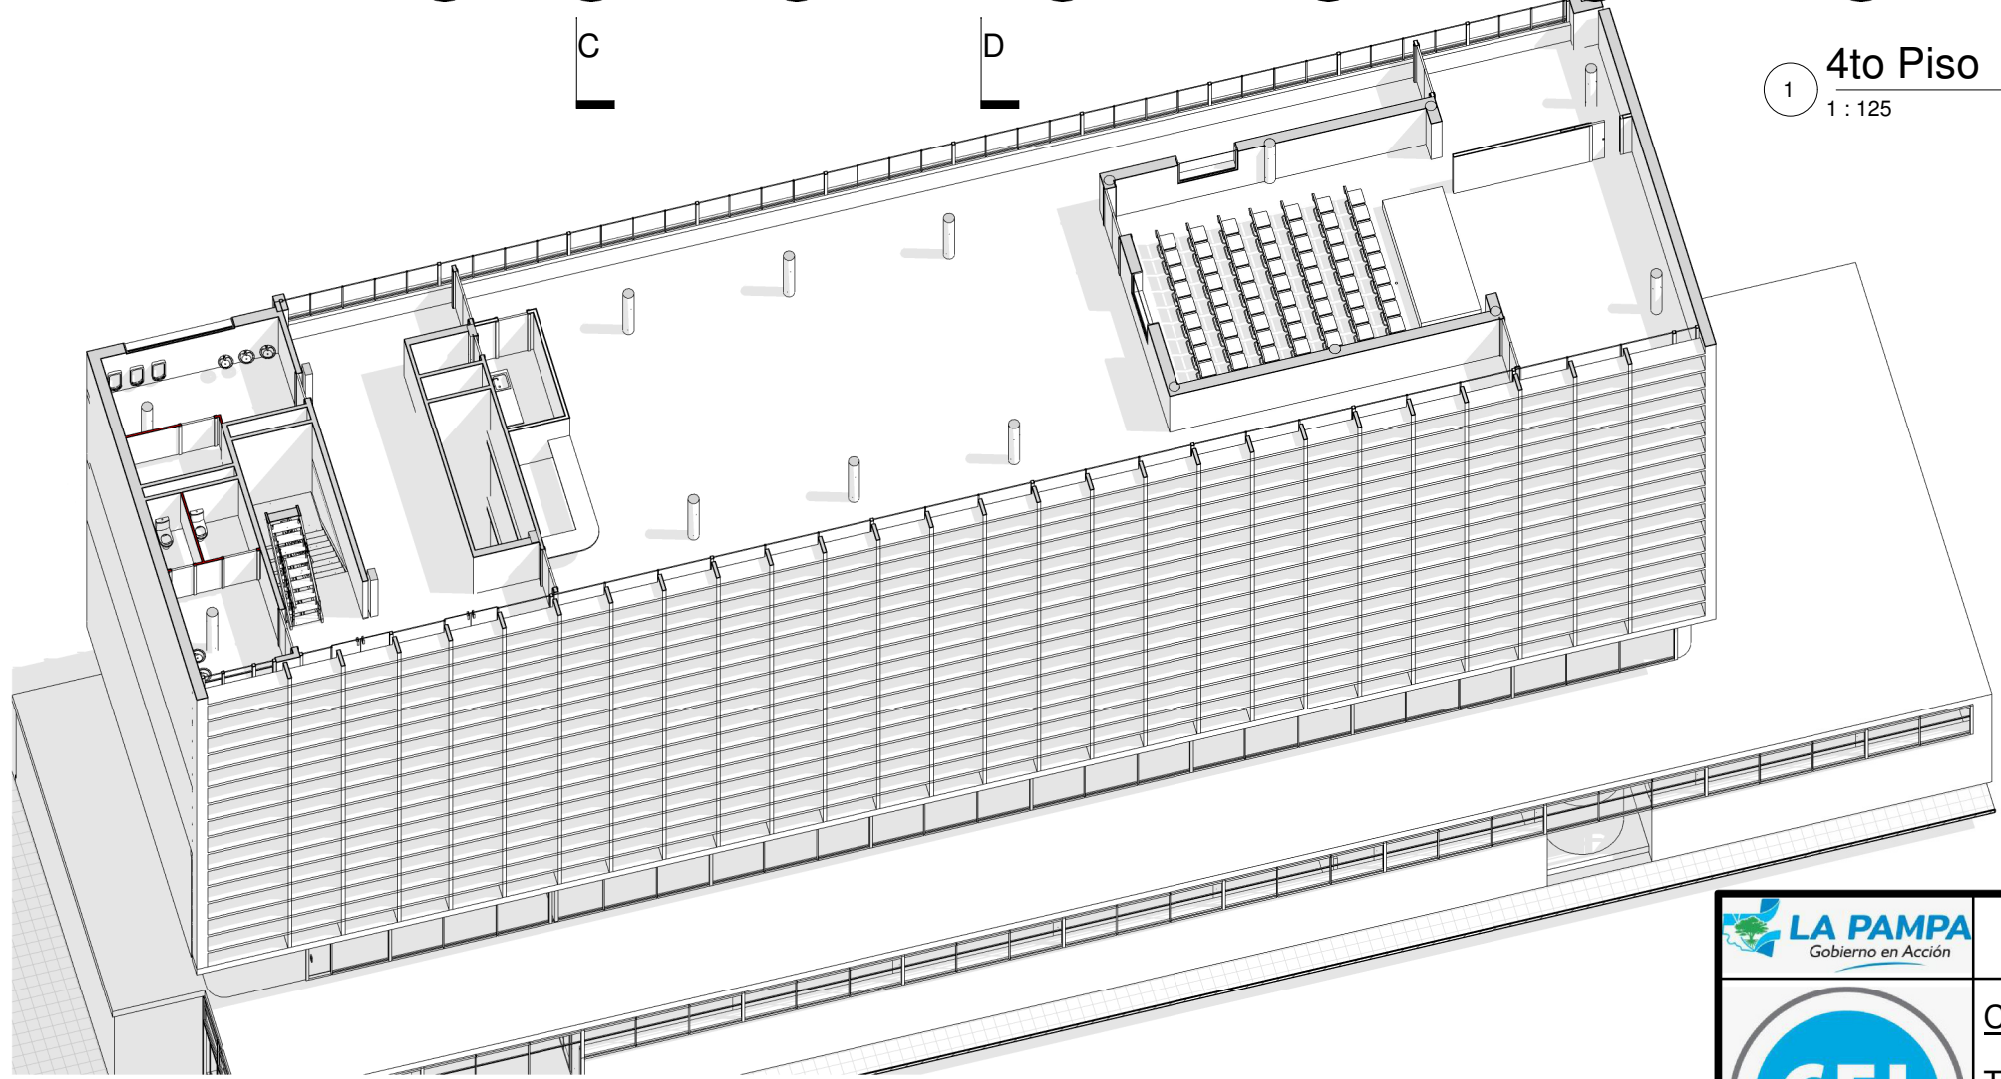 C
D
4to Piso
1
1 : 125
LA PAMPA
Gobierno en Acción